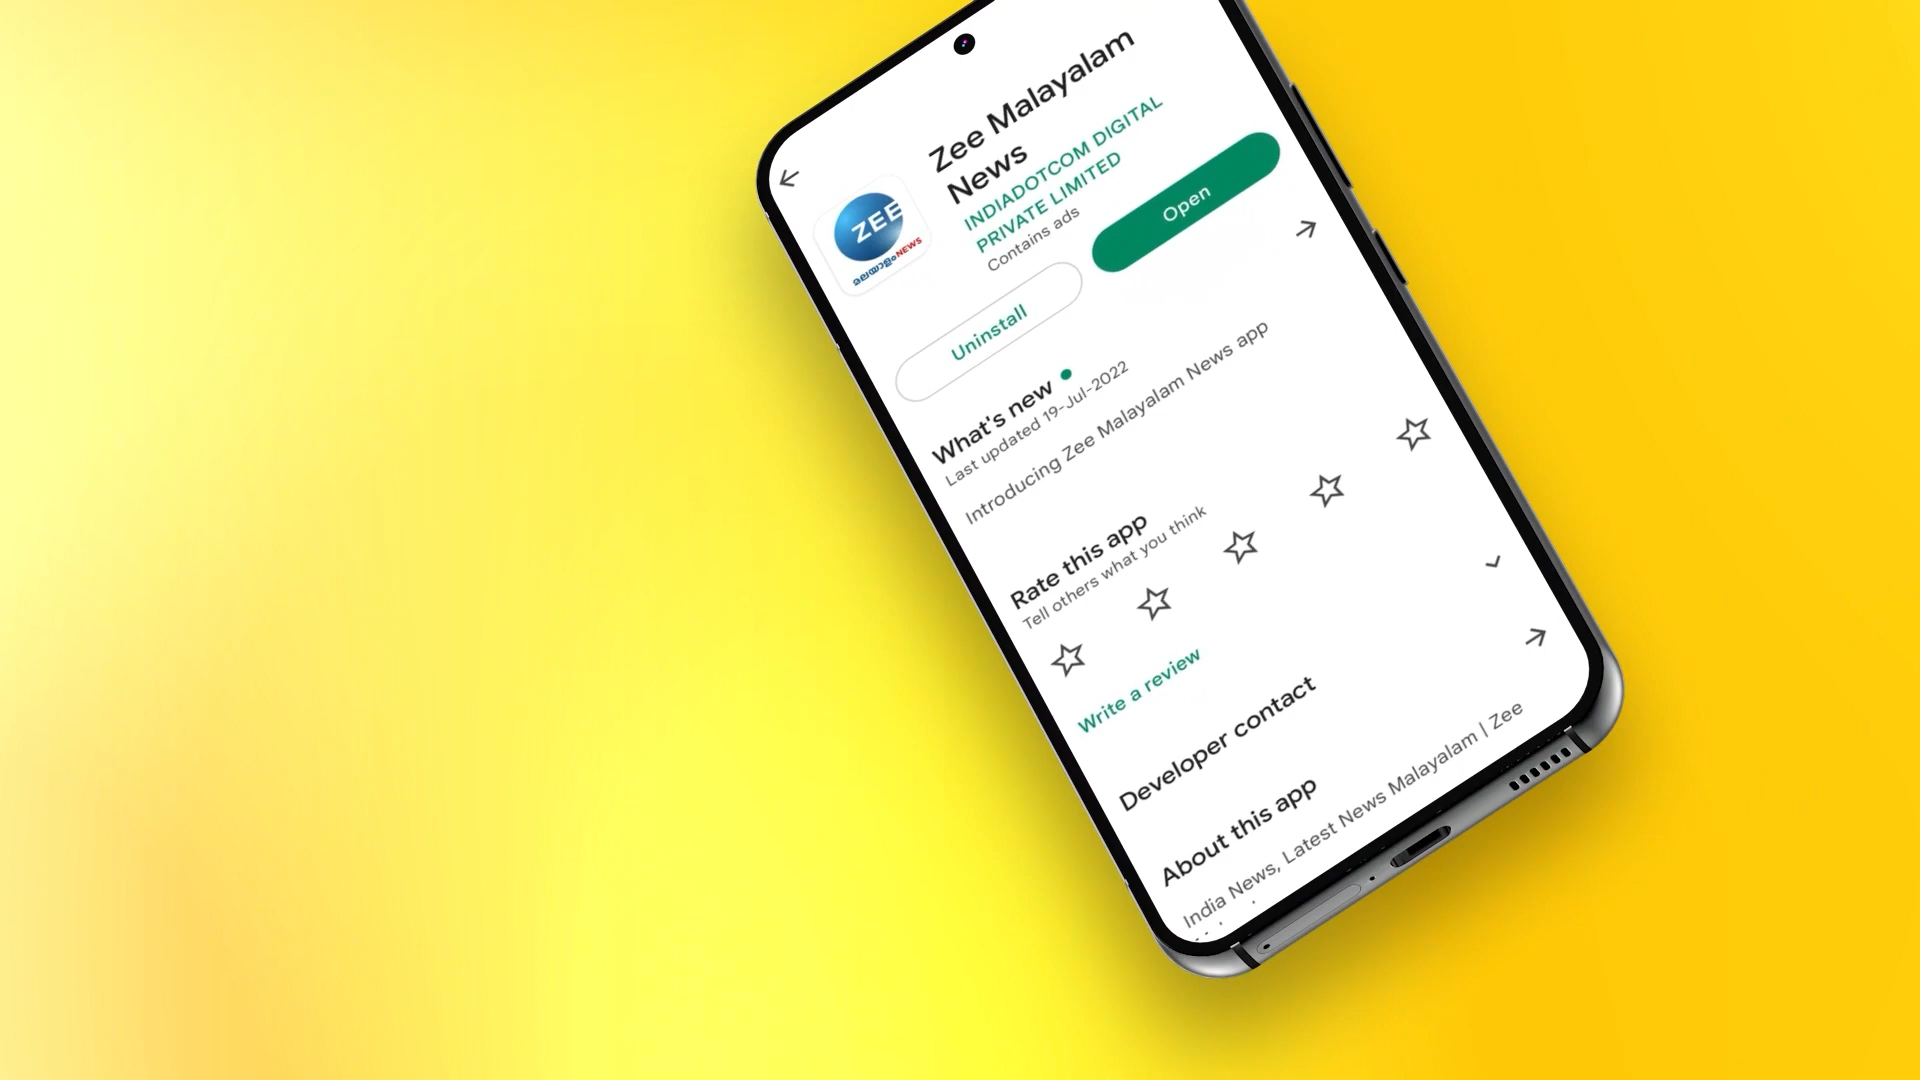 Zee Malayalam
News
INDIADOTCOM DIGITAL
PRIVATE LIMITED
Contains ads
ZEE
മലയാളം NEWS
Uninstall
Open
What's new
Last updated 19-Jul-2022
Introducing Zee Malayalam News app
Rate this app
Tell others what you think
Write a review
Developer contact
About this app
India News, Latest News Malayalam | Zee